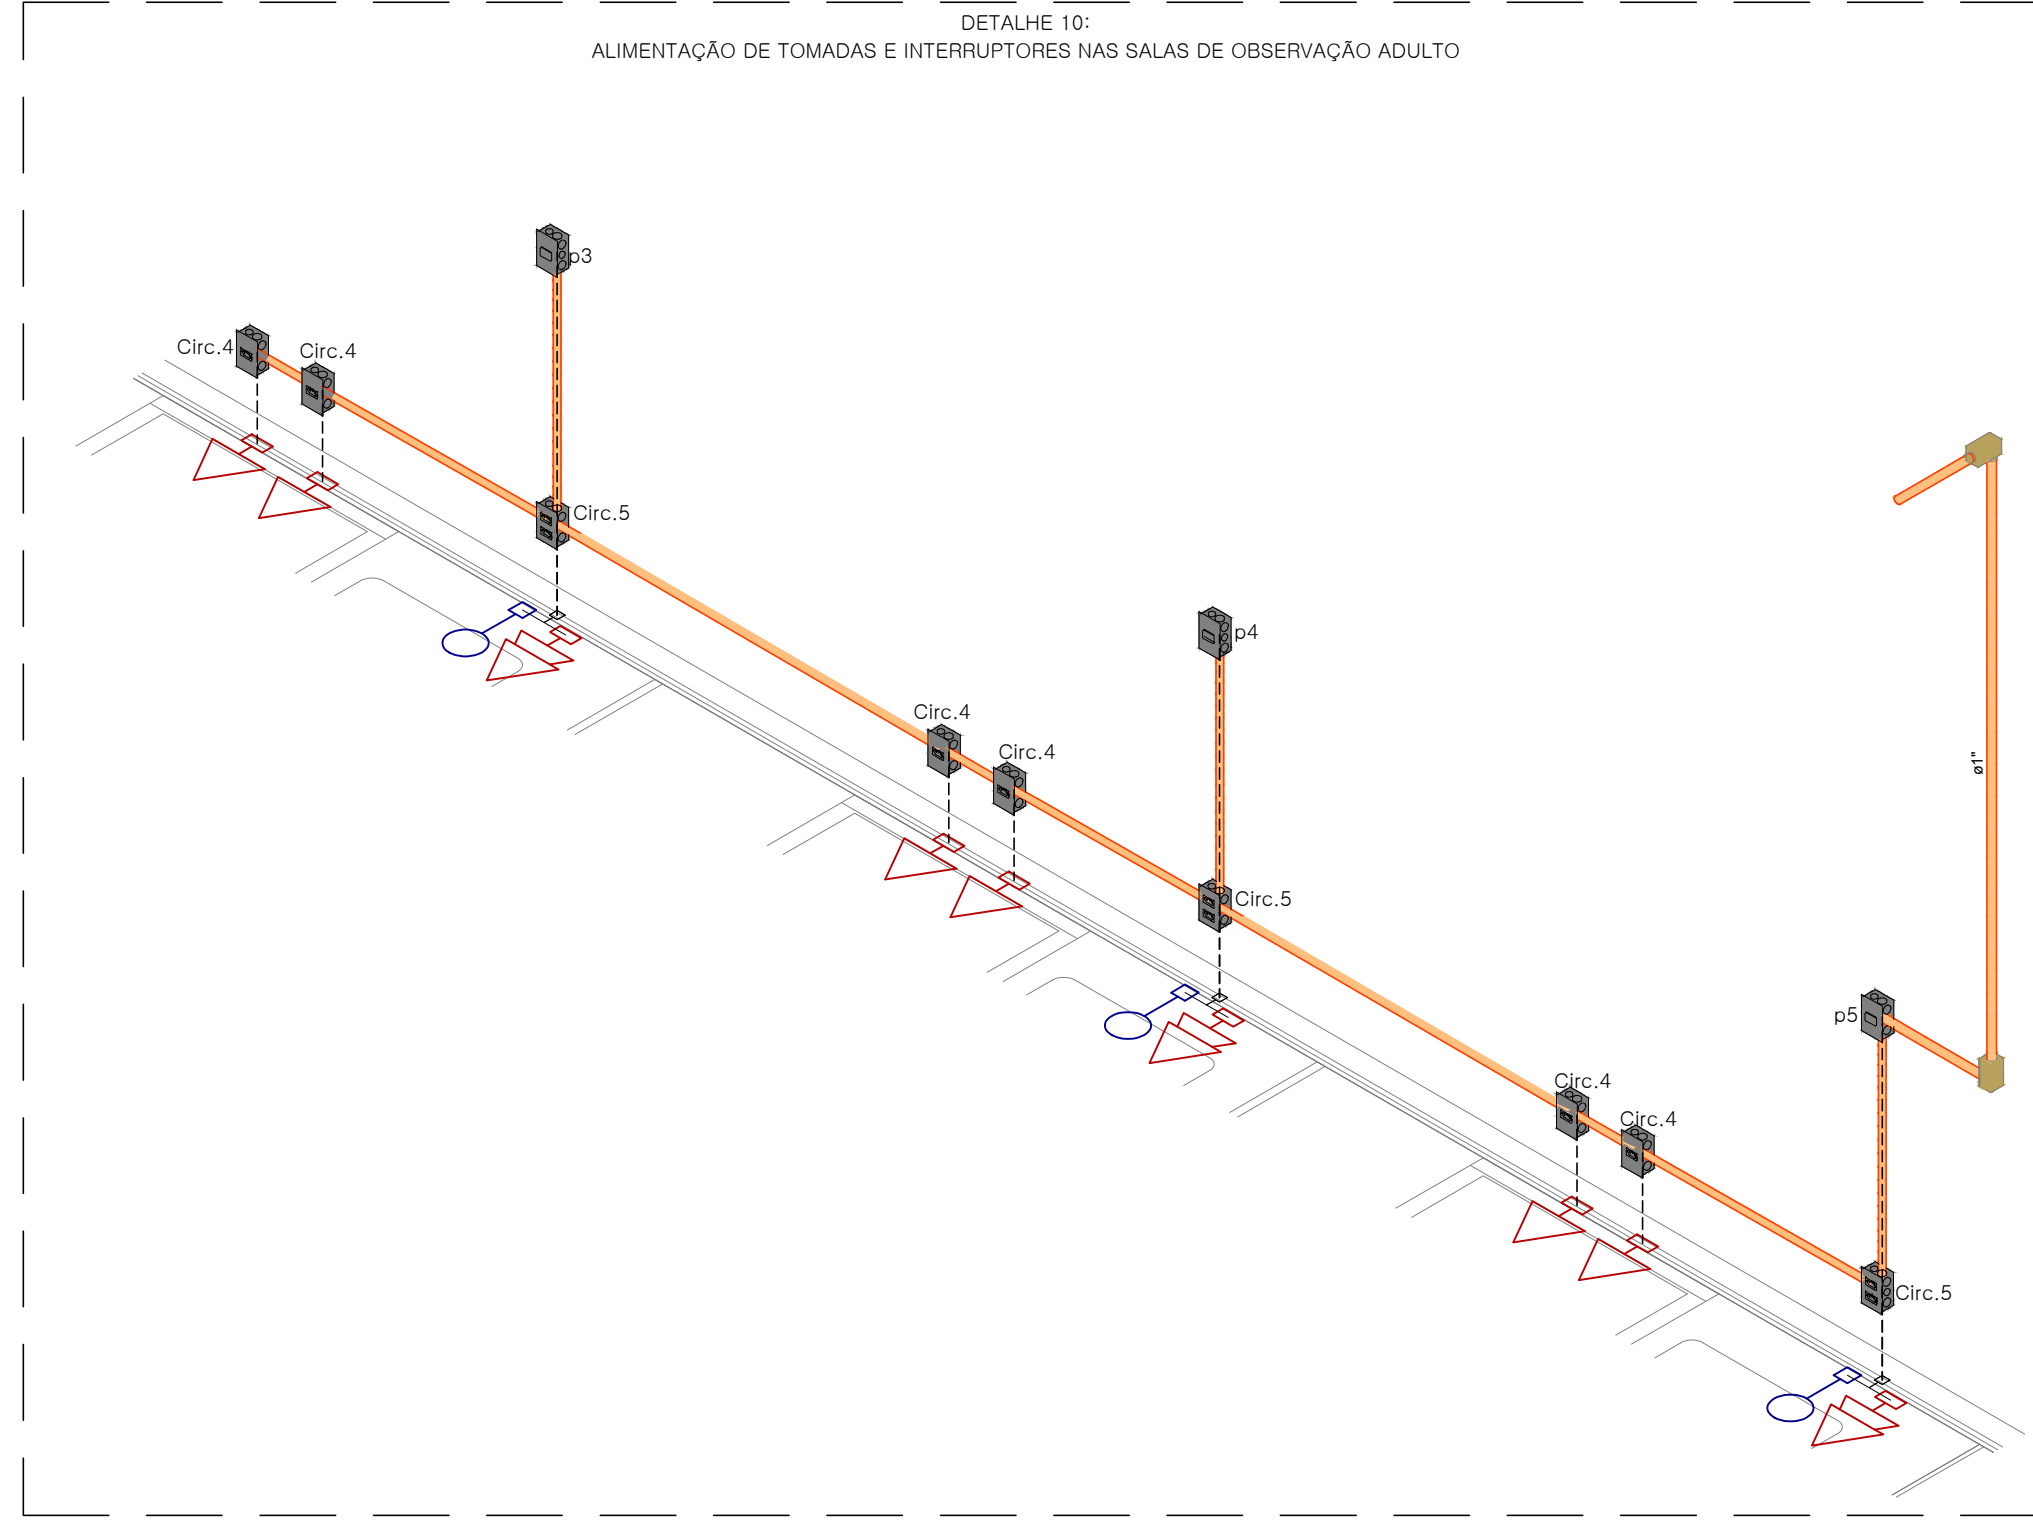 DETALHE 10:
ALIMENTAÇÃO DE TOMADAS E INTERRUPTORES NAS SALAS DE OBSERVAÇÃO ADULTO
p3
Circ.4
Circ.4
Circ.5
p4
Circ.4
Circ.4
ø1"
Circ.5
p5
Circ.4
Circ.4
Circ.5